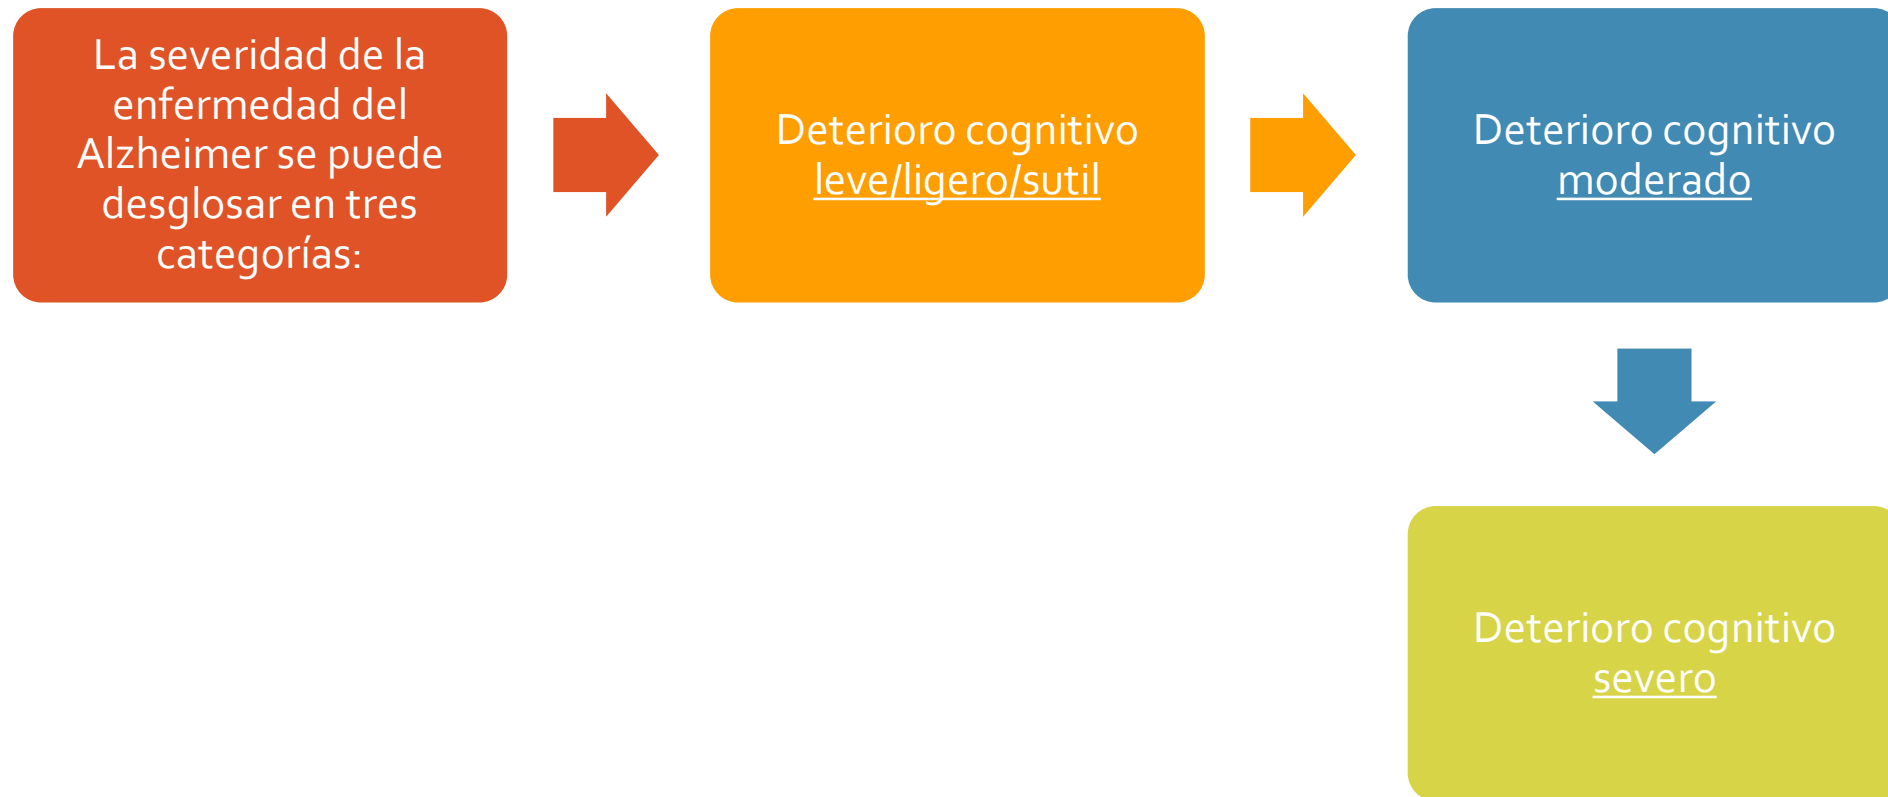 La severidad de la
enfermedad del
Alzheimer se puede
desglosar en tres
categorías:
Deterioro cognitivo
leve/ligero/sutil
Deterioro cognitivo
moderado
Deterioro cognitivo
severo